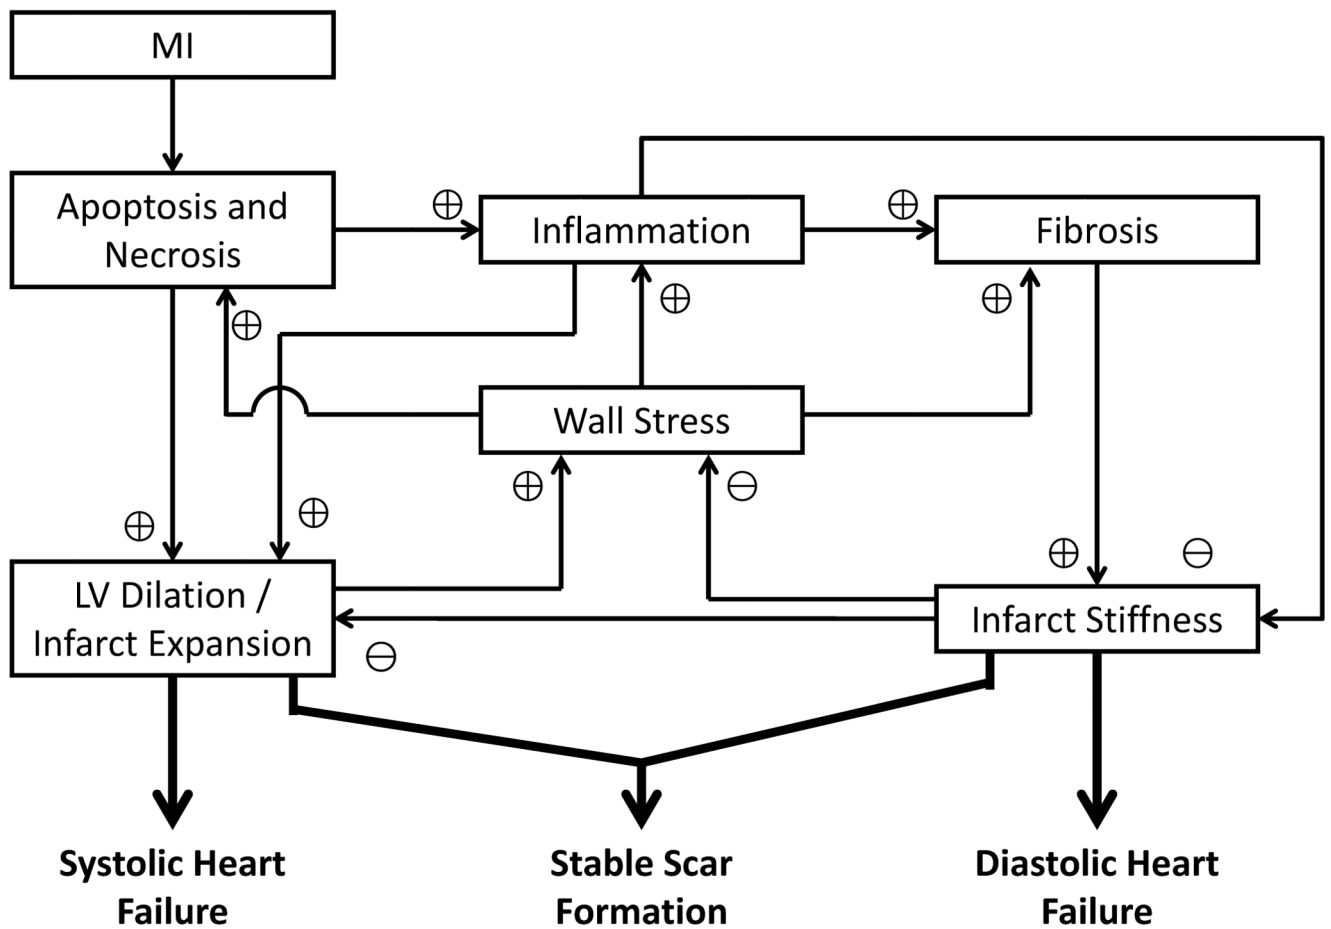 MI
Apoptosis and
Necrosis
⊕
Inflammation
⊕
Fibrosis
⊕
⊕
⊕
Wall Stress
⊕
⊖
⊕
⊕
⊕
⊖
LV Dilation /
Infarct Expansion
Infarct Stiffness
⊖
Systolic Heart
Failure
Stable Scar
Formation
Diastolic Heart
Failure